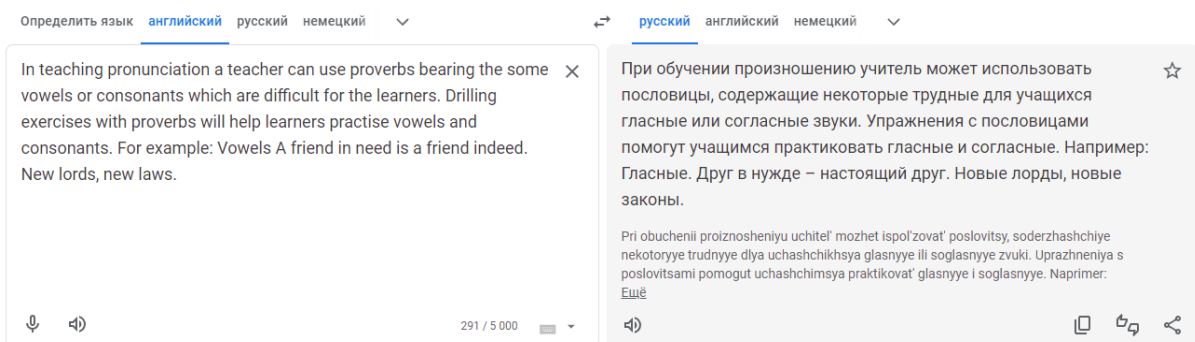 Определить язык английский русский немецкий
русский английский немецкий
In teaching pronunciation a teacher can use proverbs bearing the some
vowels or consonants which are difficult for the learners. Drilling
exercises with proverbs will help learners practise vowels and
consonants. For example: Vowels A friend in need is a friend indeed.
New lords, new laws.
291 / 5 000
При обучении произношению учитель может использовать
пословицы, содержащие некоторые трудные для учащихся
гласные или согласные звуки. Упражнения с пословицами
помогут учащимся практиковать гласные и согласные. Например:
Гласные. Друг в нужде – настоящий друг. Новые лорды, новые
законы.
Pri obuchenii proiznosheniyu uchitel' mozhet ispol'zovat' poslovitsy, soderzhashchiye
nekotoryye trudnyye dlya uchashchikhsya glasnyye ili soglasnyye zvuki. Uprazhneniya s
poslovitsami pomogut uchashchimsya praktikovat' glasnyye i soglasnyye. Naprimer:
Ещё